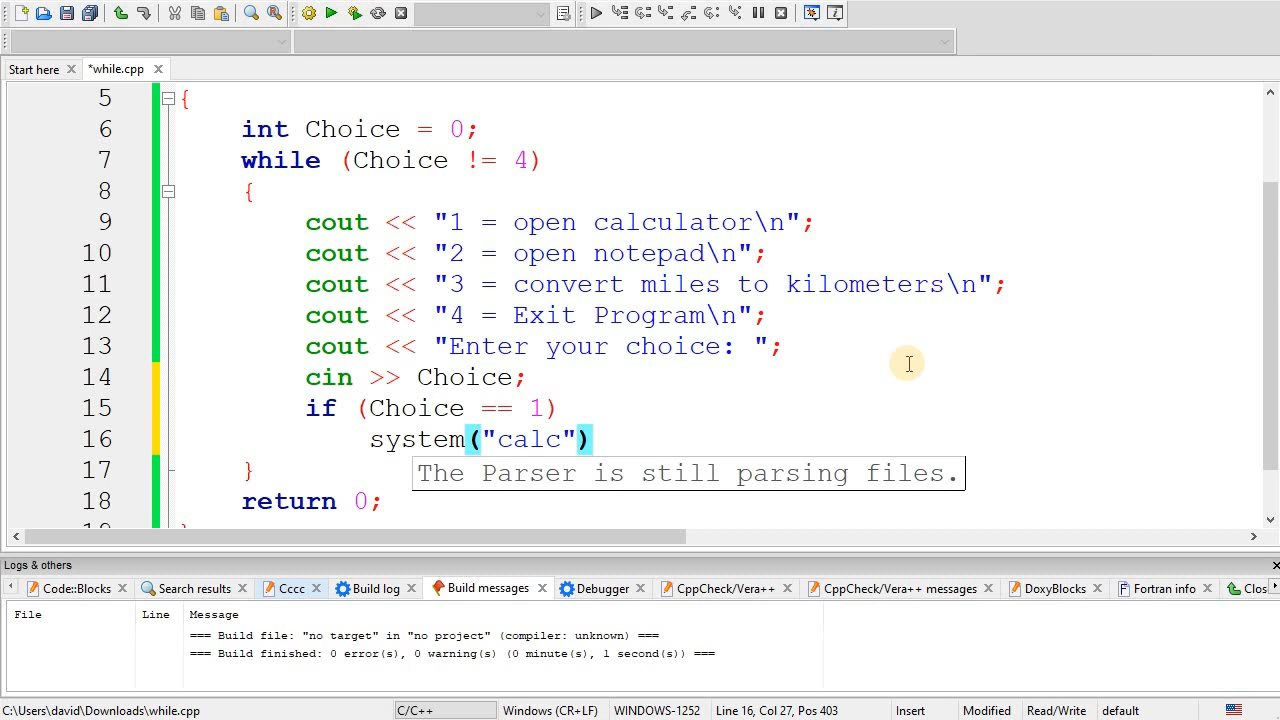 Start here
*while.cpp
5 {
6 int Choice = 0;
7 while (Choice != 4)
8 {
9 cout << "1 = open calculator\n";
10 cout << "2 = open notepad\n";
11 cout << "3 = convert miles to kilometers\n";
12 cout << "4 = Exit Program\n";
13 cout << "Enter your choice: ";
14 cin >> Choice;
15 if (Choice == 1)
16 system("calc")
The Parser is still parsing files.
17 }
18 return 0;
Logs & others
Code::Blocks Search results Cccc Build log Build messages Debugger CppCheck/Vera++ CppCheck/Vera++ messages DoxyBlocks Fortran info Clos
File Line Message
=== Build file: "no target" in "no project" (compiler: unknown) ===
=== Build finished: 0 error(s), 0 warning(s) (0 minute(s), 1 second(s)) ===
C:\Users\david\Downloads\while.cpp C/C++ Windows (CR+LF) WINDOWS-1252 Line 16, Col 27, Pos 403 Insert Modified Read/Write default